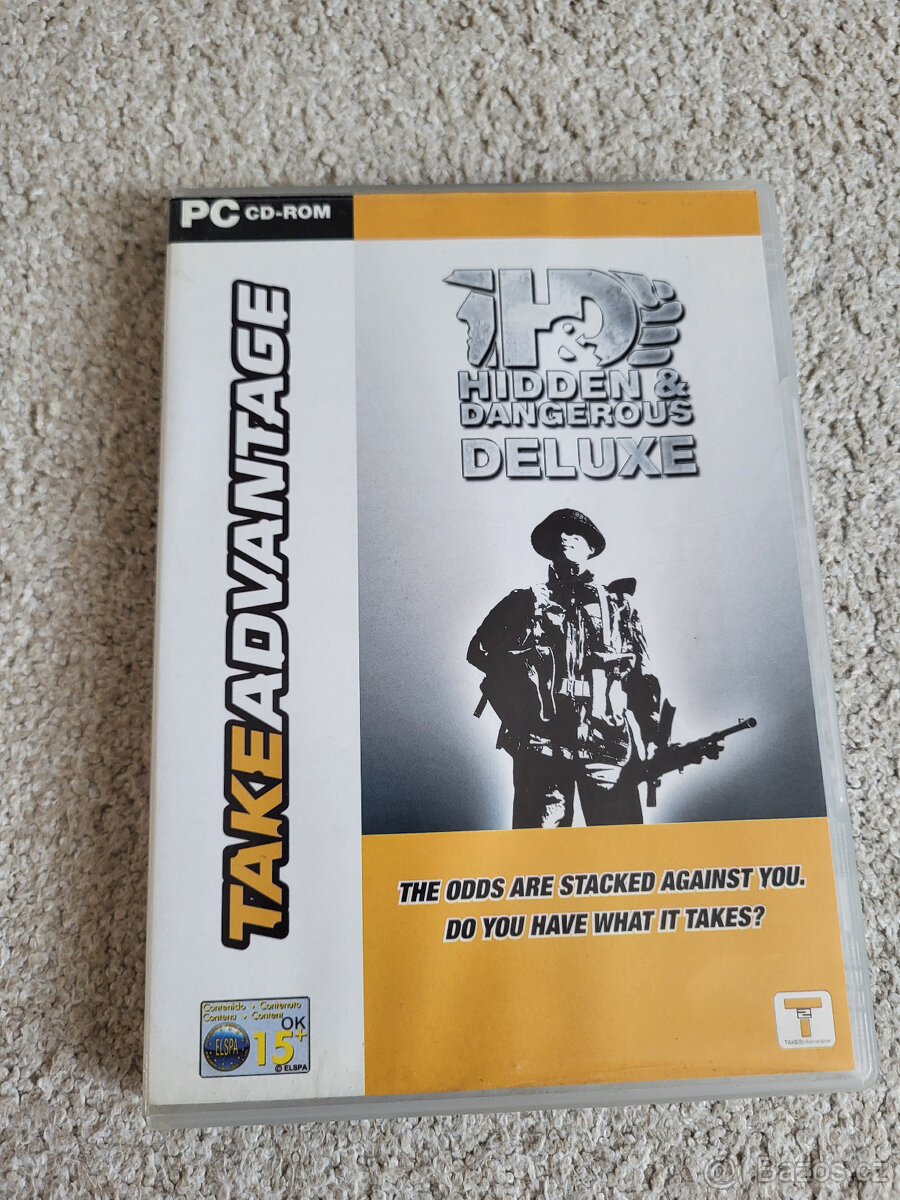 PC CD-ROM
TAKEADVANTAGE
H&D
HIDDEN &
DANGEROUS
DELUXE
THE ODDS ARE STACKED AGAINST YOU.
DO YOU HAVE WHAT IT TAKES?
Contenido • Contenuto
Contenu • Content
OK
ELSPA
15+
© ELSPA
T2
© Bazos.cz